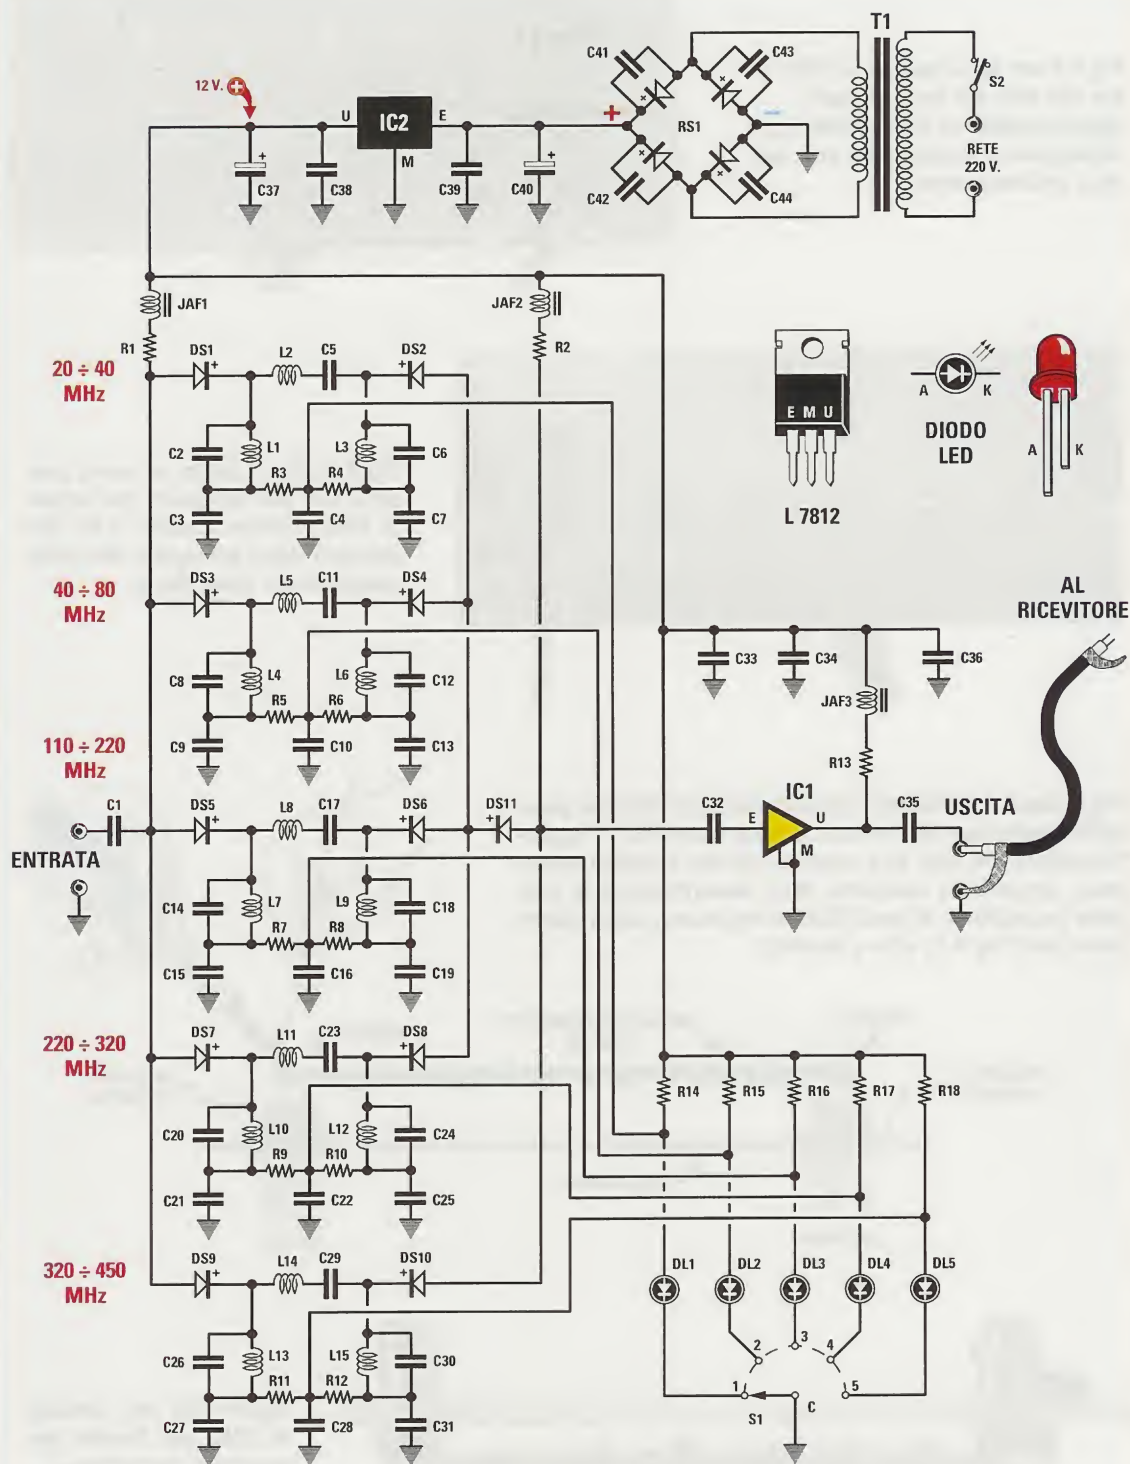 T1
C41
C43
12 V.
S2
U
IC2
E
+
−
RS1
RETE
220 V.
M
+
C37
C38
C39
+
C40
C42
C44
JAF1
JAF2
R1
DS1
+
L2
C5
DS2
+
R2
20 ÷ 40
MHz
C2
L1
L3
C6
R3
R4
C3
C4
C7
E M U
L 7812
A
K
DIODO
LED
A
K
40 ÷ 80
MHz
DS3
+
L5
C11
DS4
+
C8
L4
L6
C12
R5
R6
C9
C10
C13
AL
RICEVITORE
C33
C34
C36
JAF3
R13
110 ÷ 220
MHz
C1
DS5
+
L8
C17
DS6
+
DS11
+
C32
IC1
E
U
M
C35
USCITA
ENTRATA
C14
L7
L9
C18
R7
R8
C15
C16
C19
220 ÷ 320
MHz
DS7
+
L11
C23
DS8
+
R14
R15
R16
R17
R18
C20
L10
L12
C24
R9
R10
C21
C22
C25
320 ÷ 450
MHz
DS9
+
L14
C29
DS10
+
DL1
DL2
DL3
DL4
DL5
C26
L13
L15
C30
R11
R12
C27
C28
C31
1
2
3
4
5
S1
C